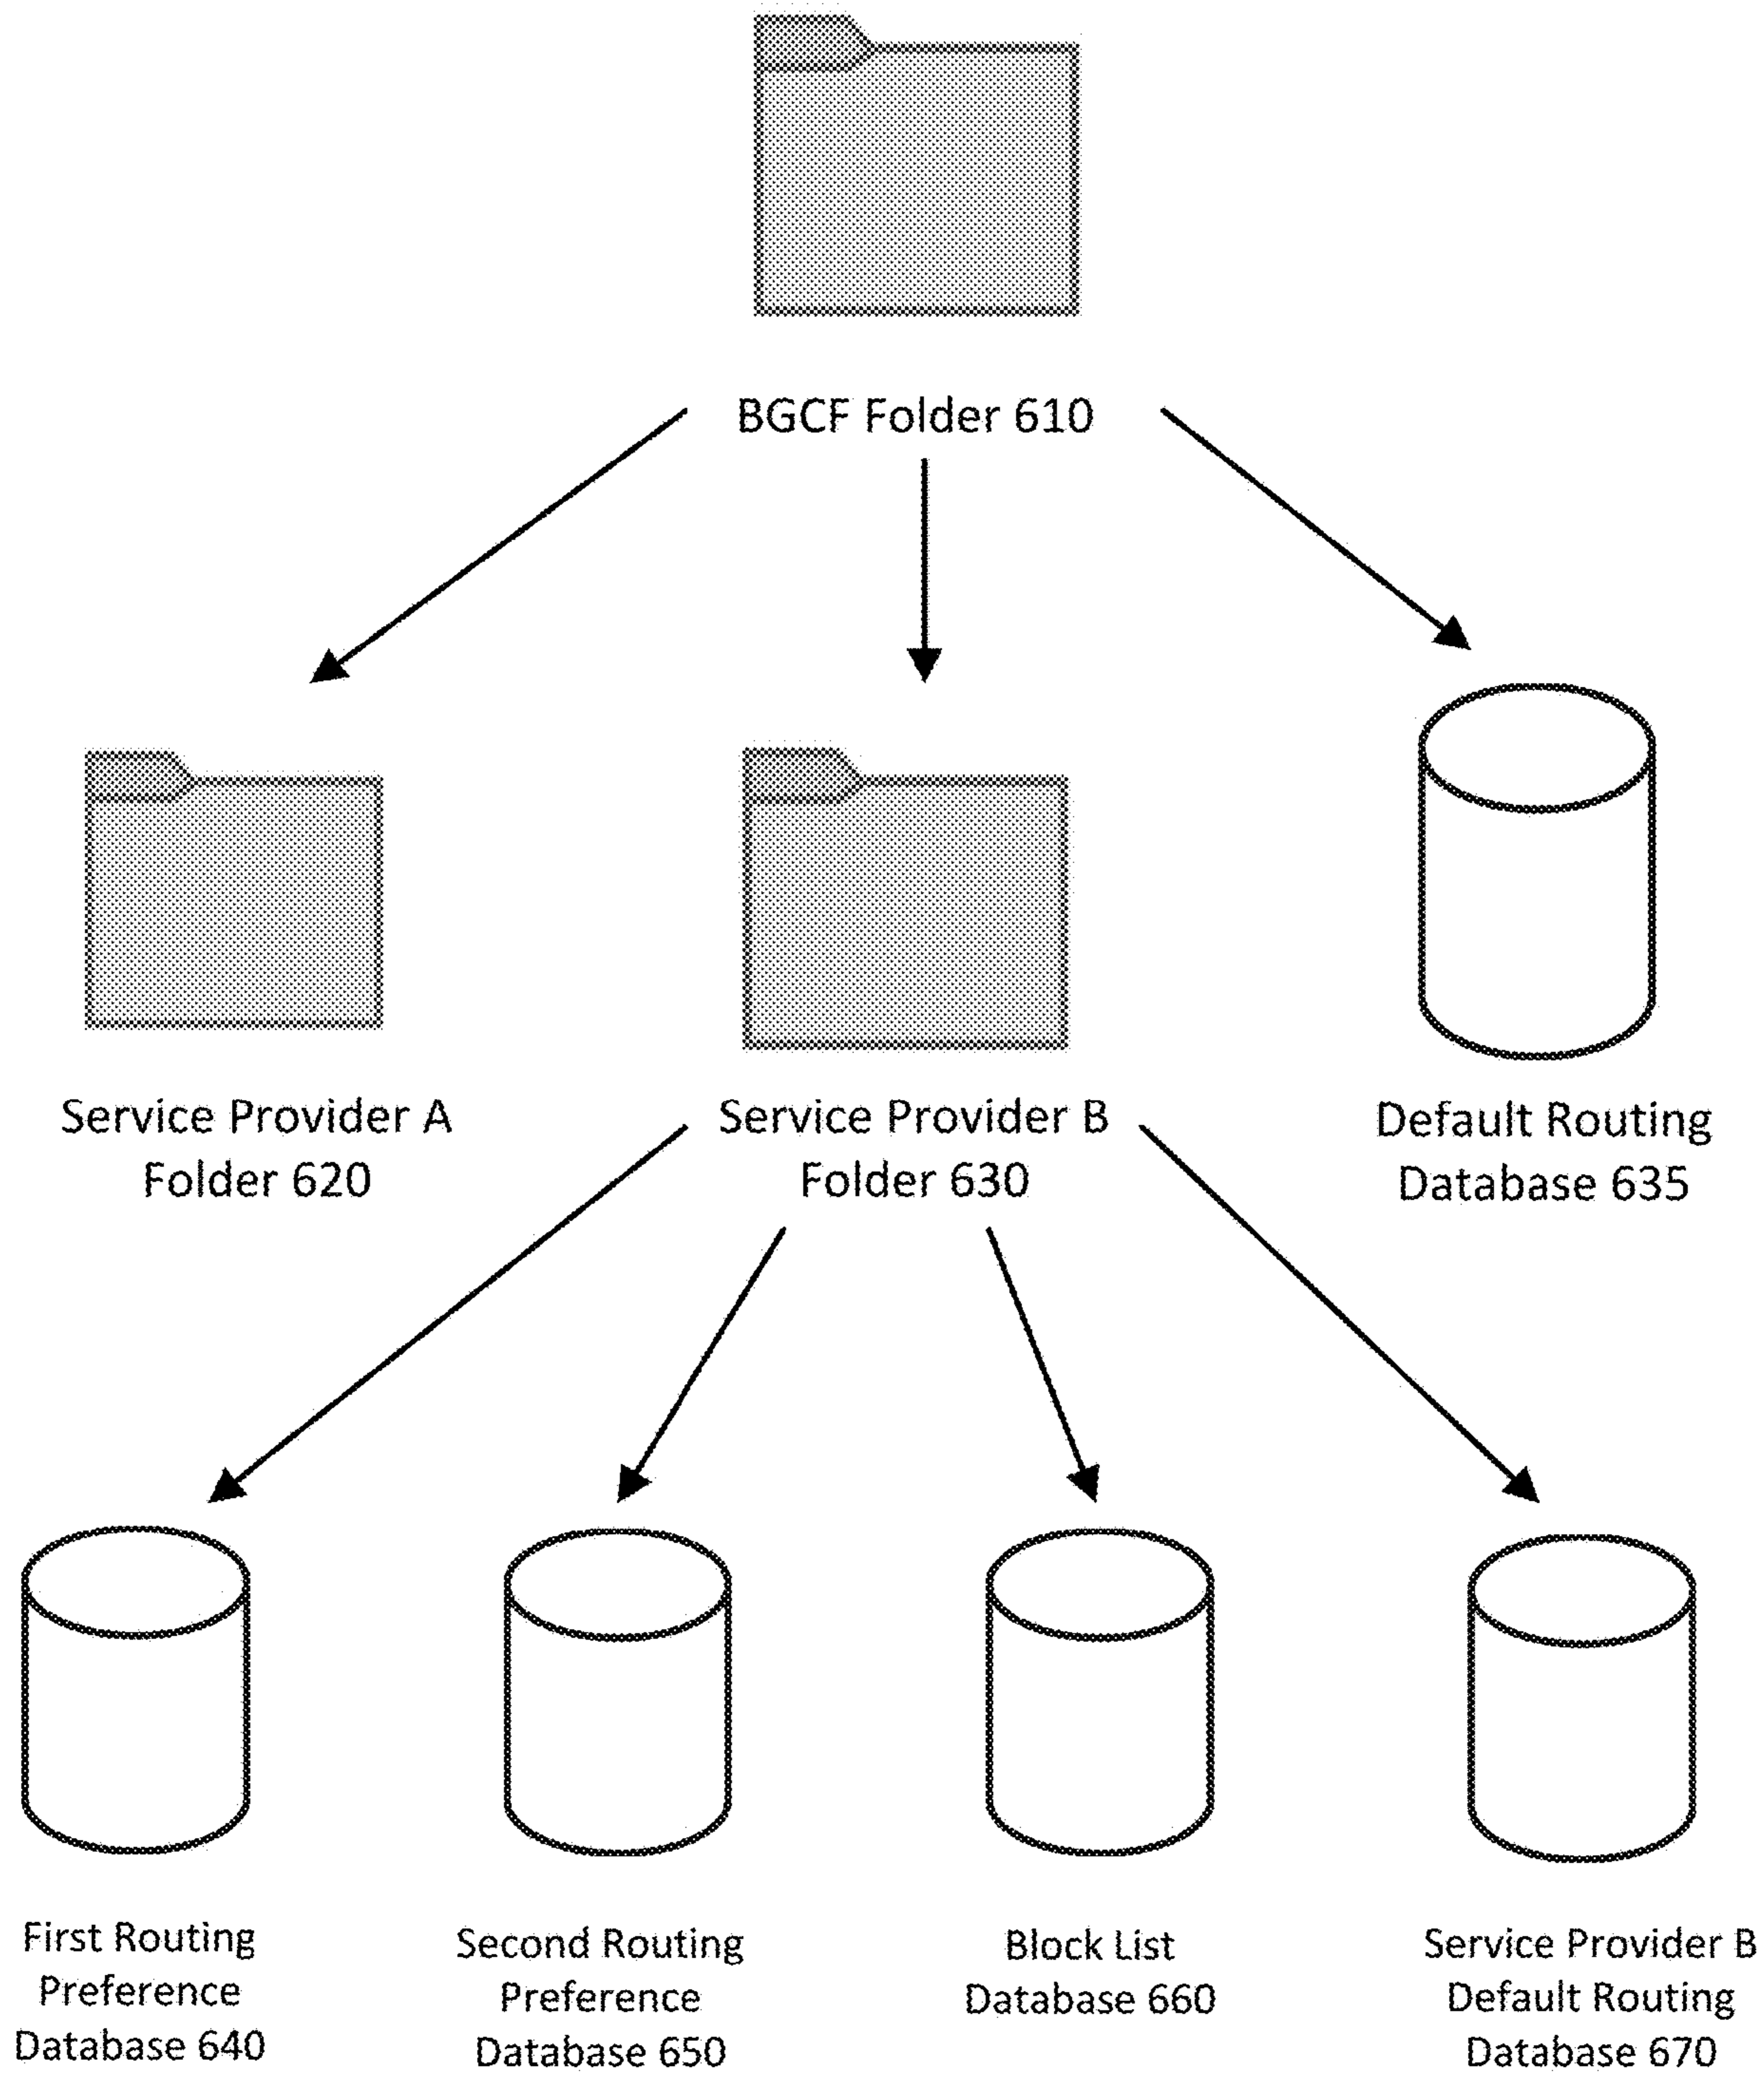 BGCF Folder 610
Service Provider A
Folder 620
Service Provider B
Folder 630
Default Routing
Database 635
First Routing
Preference
Database 640
Second Routing
Preference
Database 650
Block List
Database 660
Service Provider B
Default Routing
Database 670